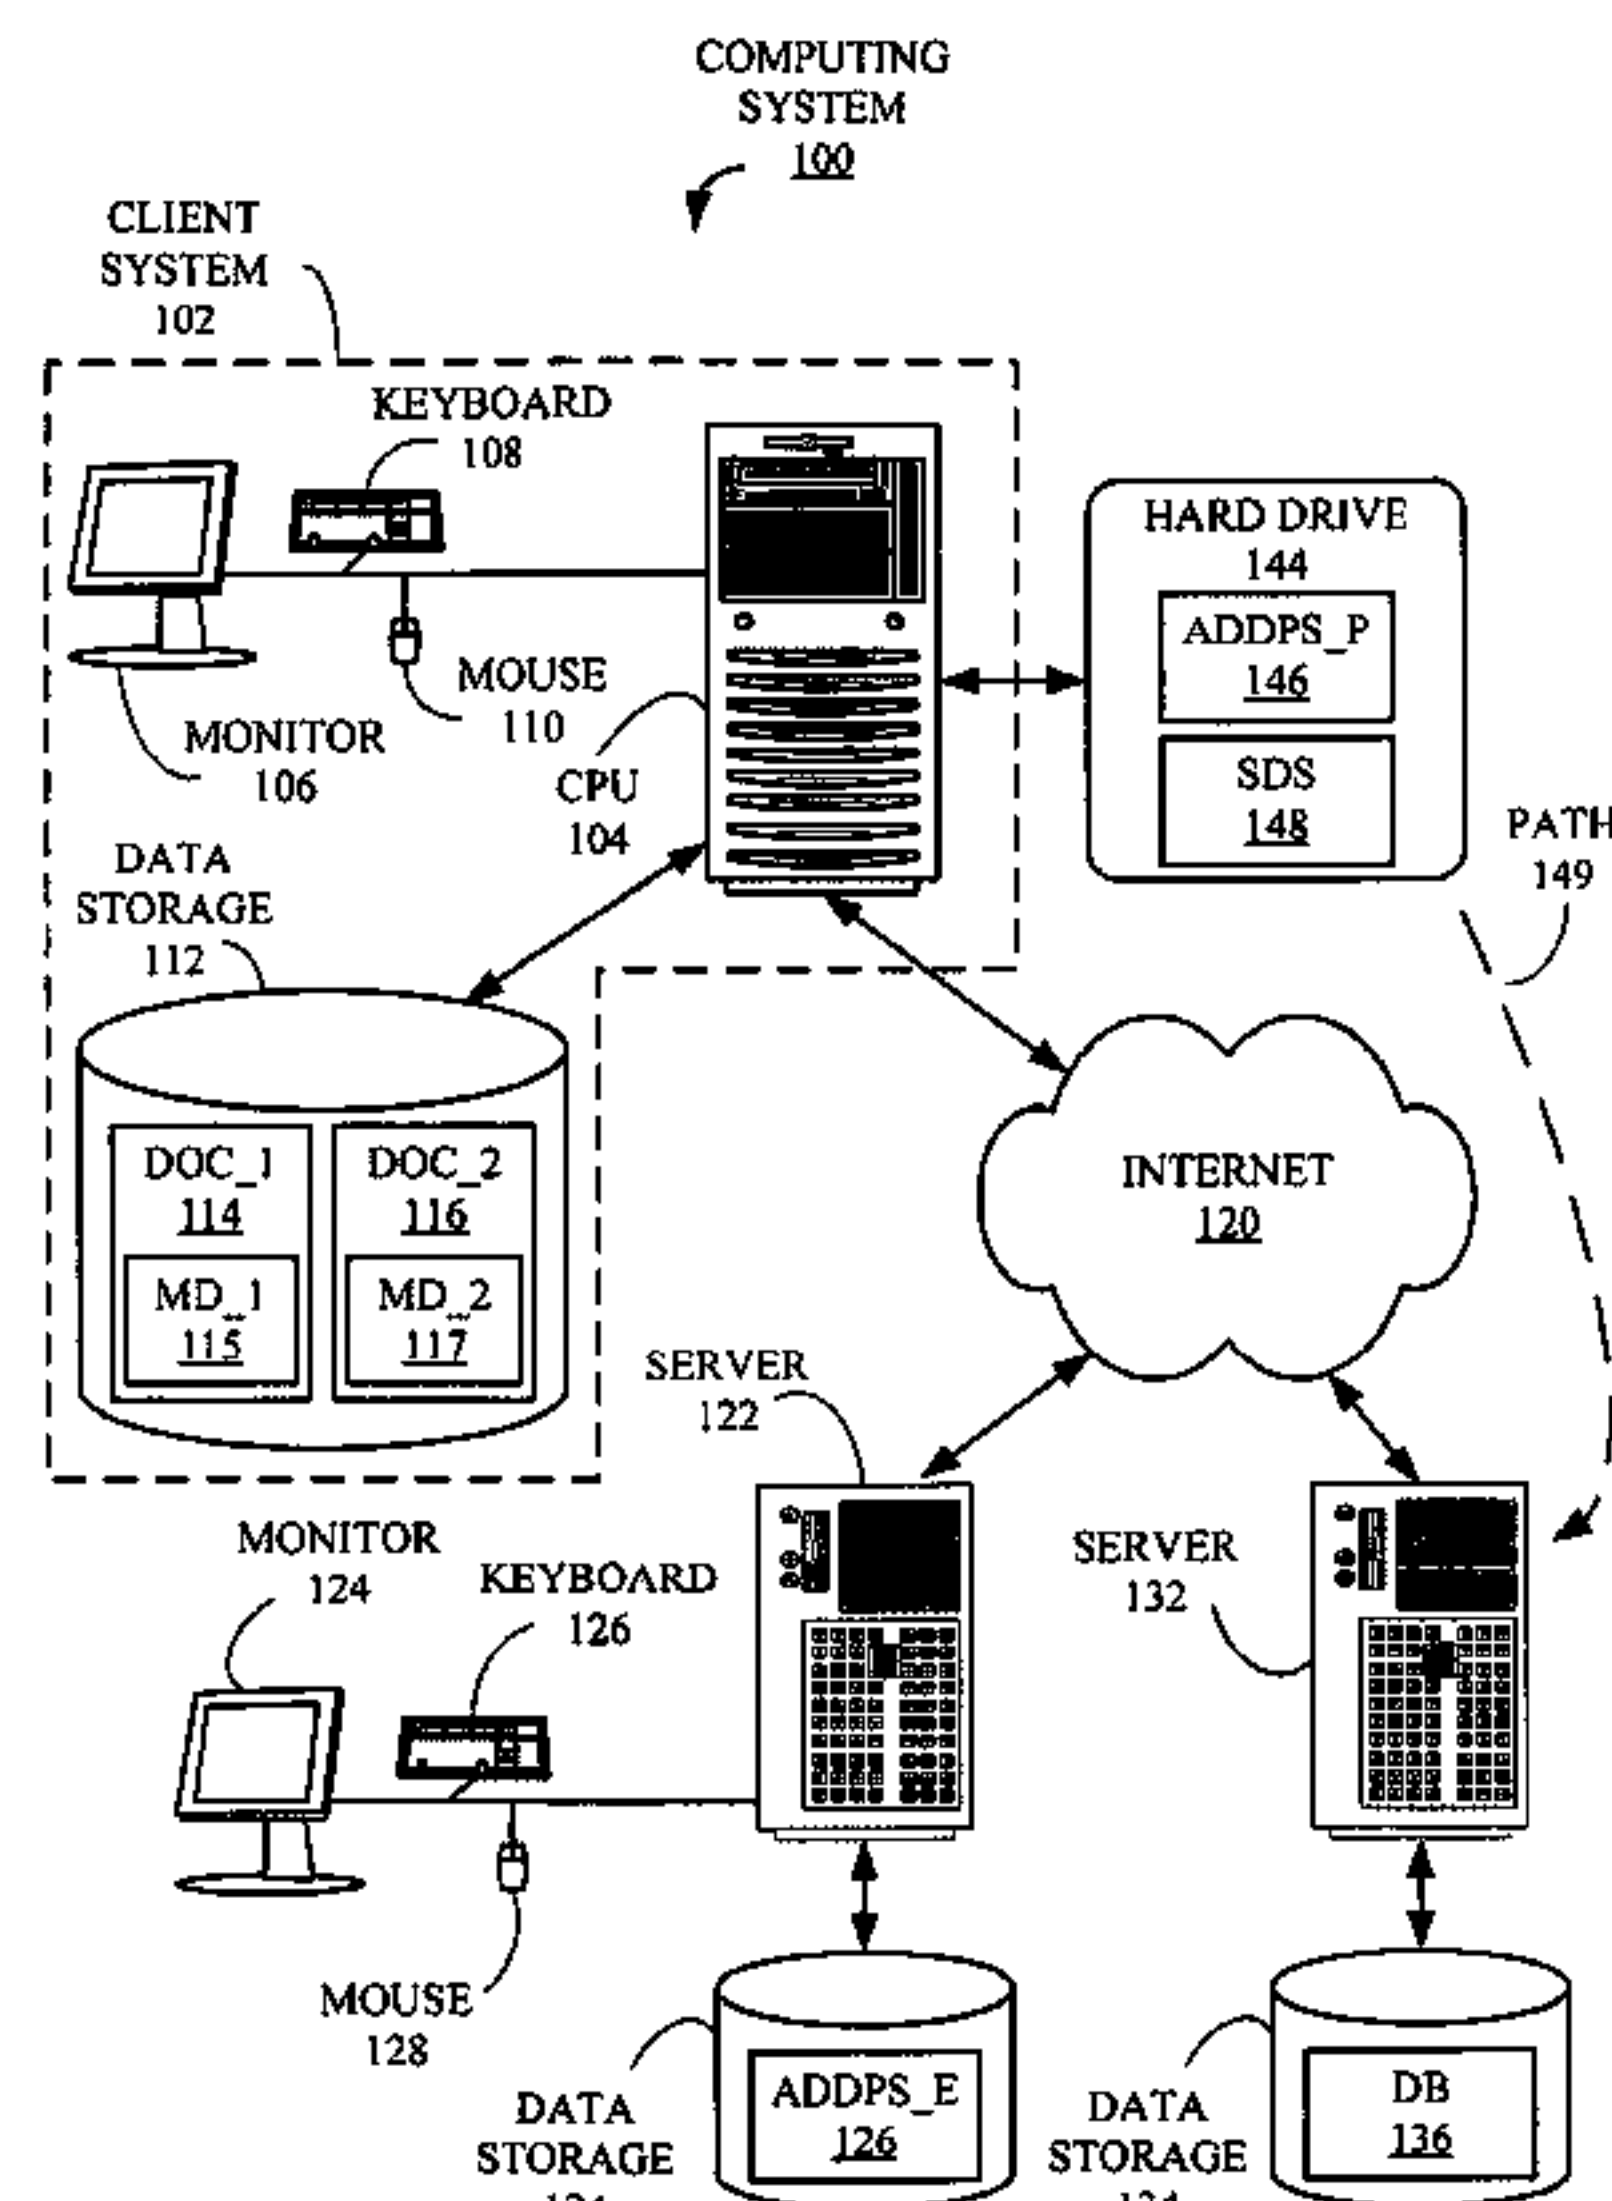 COMPUTING
SYSTEM
100
CLIENT
SYSTEM
102
KEYBOARD
108
HARD DRIVE
144
ADDPS_P
146
SDS
148
MOUSE
110
MONITOR
106
CPU
104
PATH
149
DATA
STORAGE
112
DOC_1
114
MD_1
115
DOC_2
116
MD_2
117
INTERNET
120
SERVER
122
MONITOR
124
KEYBOARD
126
SERVER
132
MOUSE
128
DATA
STORAGE
ADDPS_E
126
DATA
STORAGE
DB
136